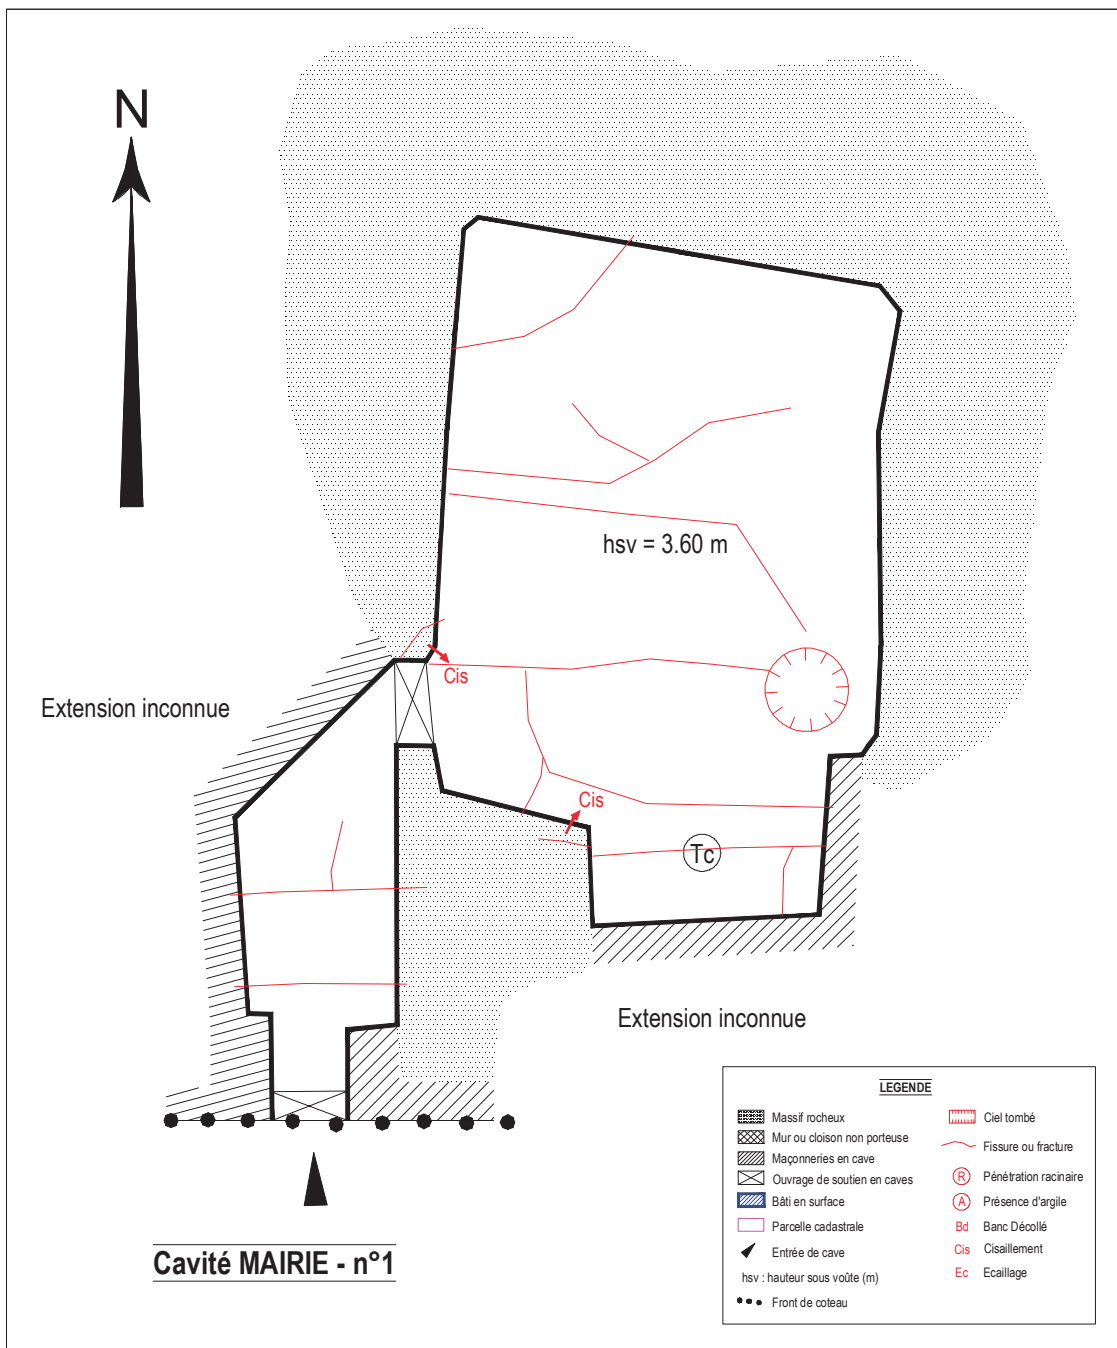 N
hsv = 3.60 m
Cis
Extension inconnue
Cis
Tc
Extension inconnue
Cavité MAIRIE - n°1
LEGENDE
Massif rocheux
Mur ou cloison non porteuse
Maçonneries en cave
Ouvrage de soutien en caves
Bâti en surface
Parcelle cadastrale
Entrée de cave
hsv : hauteur sous voûte (m)
Front de coteau
Ciel tombé
Fissure ou fracture
R Pénétration racinaire
A Présence d'argile
Bd Banc Décollé
Cis Cisaillement
Ec Ecaillage